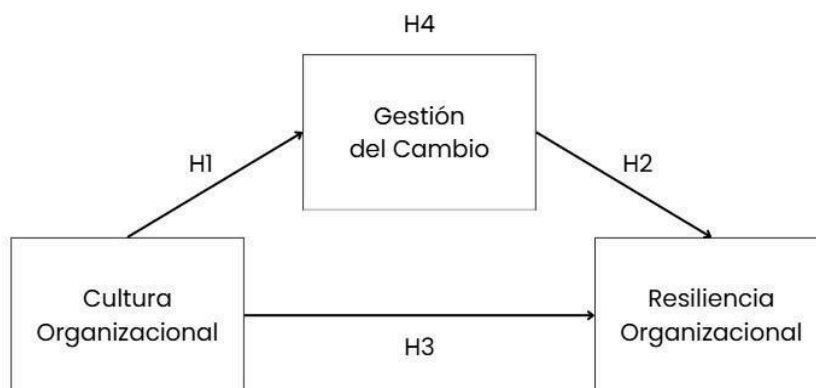 H4
Gestión
del Cambio
H1
H2
Cultura
Organizacional
H3
Resiliencia
Organizacional